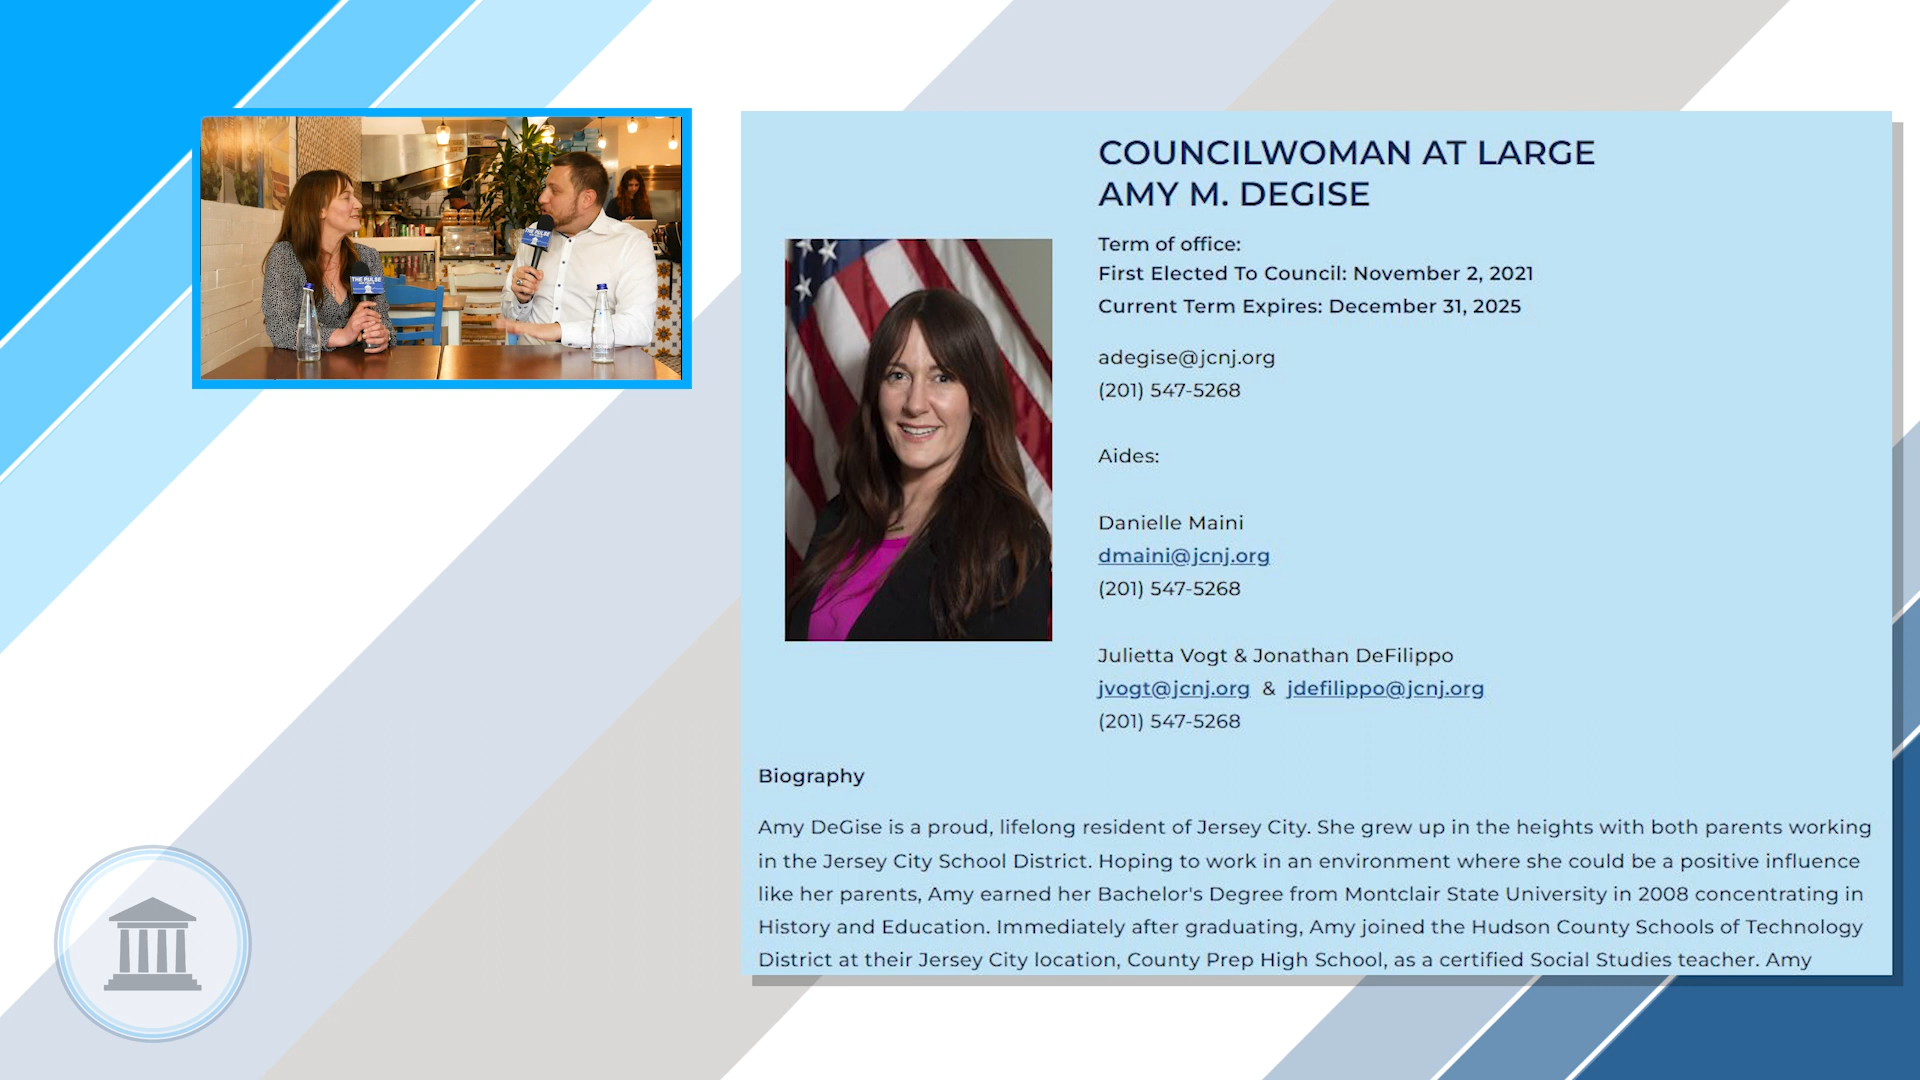 THE PULSE
THE PULSE
COUNCILWOMAN AT LARGE
AMY M. DEGISE
Term of office:
First Elected To Council: November 2, 2021
Current Term Expires: December 31, 2025
adegise@jcnj.org
(201) 547-5268
Aides:
Danielle Maini
dmaini@jcnj.org
(201) 547-5268
Julietta Vogt & Jonathan DeFilippo
jvogt@jcnj.org & jdefilippo@jcnj.org
(201) 547-5268
Biography
Amy DeGise is a proud, lifelong resident of Jersey City. She grew up in the heights with both parents working
in the Jersey City School District. Hoping to work in an environment where she could be a positive influence
like her parents, Amy earned her Bachelor's Degree from Montclair State University in 2008 concentrating in
History and Education. Immediately after graduating, Amy joined the Hudson County Schools of Technology
District at their Jersey City location, County Prep High School, as a certified Social Studies teacher. Amy